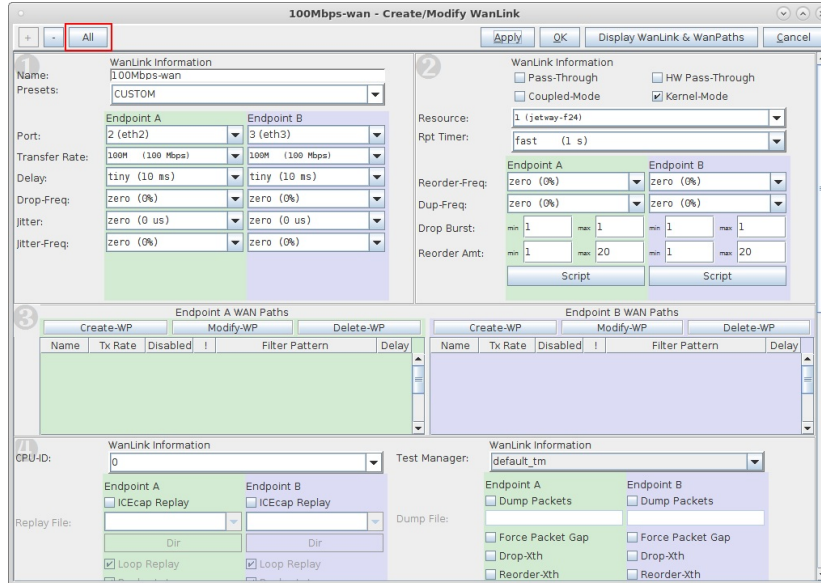 100Mbps-wan - Create/Modify WanLink
+ - All Apply OK Display WanLink & WanPaths Cancel
1
WanLink Information
Name: 100Mbps-wan
Presets: CUSTOM
Endpoint A Endpoint B
Port: 2 (eth2) 3 (eth3)
Transfer Rate: 100M (100 Mbps) 100M (100 Mbps)
Delay: tiny (10 ms) tiny (10 ms)
Drop-Freq: zero (0%) zero (0%)
Jitter: zero (0 us) zero (0 us)
Jitter-Freq: zero (0%) zero (0%)
2
WanLink Information
Pass-Through HW Pass-Through
Coupled-Mode Kernel-Mode
Resource: 1 (jetway-f24)
Rpt Timer: fast (1 s)
Endpoint A Endpoint B
Reorder-Freq: zero (0%) zero (0%)
Dup-Freq: zero (0%) zero (0%)
Drop Burst: min 1 max 1 min 1 max 1
Reorder Amt: min 1 max 20 min 1 max 20
Script Script
3
Endpoint A WAN Paths
Create-WP Modify-WP Delete-WP
Name Tx Rate Disabled ! Filter Pattern Delay
Endpoint B WAN Paths
Create-WP Modify-WP Delete-WP
Name Tx Rate Disabled ! Filter Pattern Delay
4
WanLink Information
CPU-ID: 0
Endpoint A Endpoint B
ICEcap Replay ICEcap Replay
Replay File:
Dir Dir
Loop Replay Loop Replay
WanLink Information
Test Manager: default_tm
Endpoint A Endpoint B
Dump Packets Dump Packets
Dump File:
Force Packet Gap Force Packet Gap
Drop-Xth Drop-Xth
Reorder-Xth Reorder-Xth